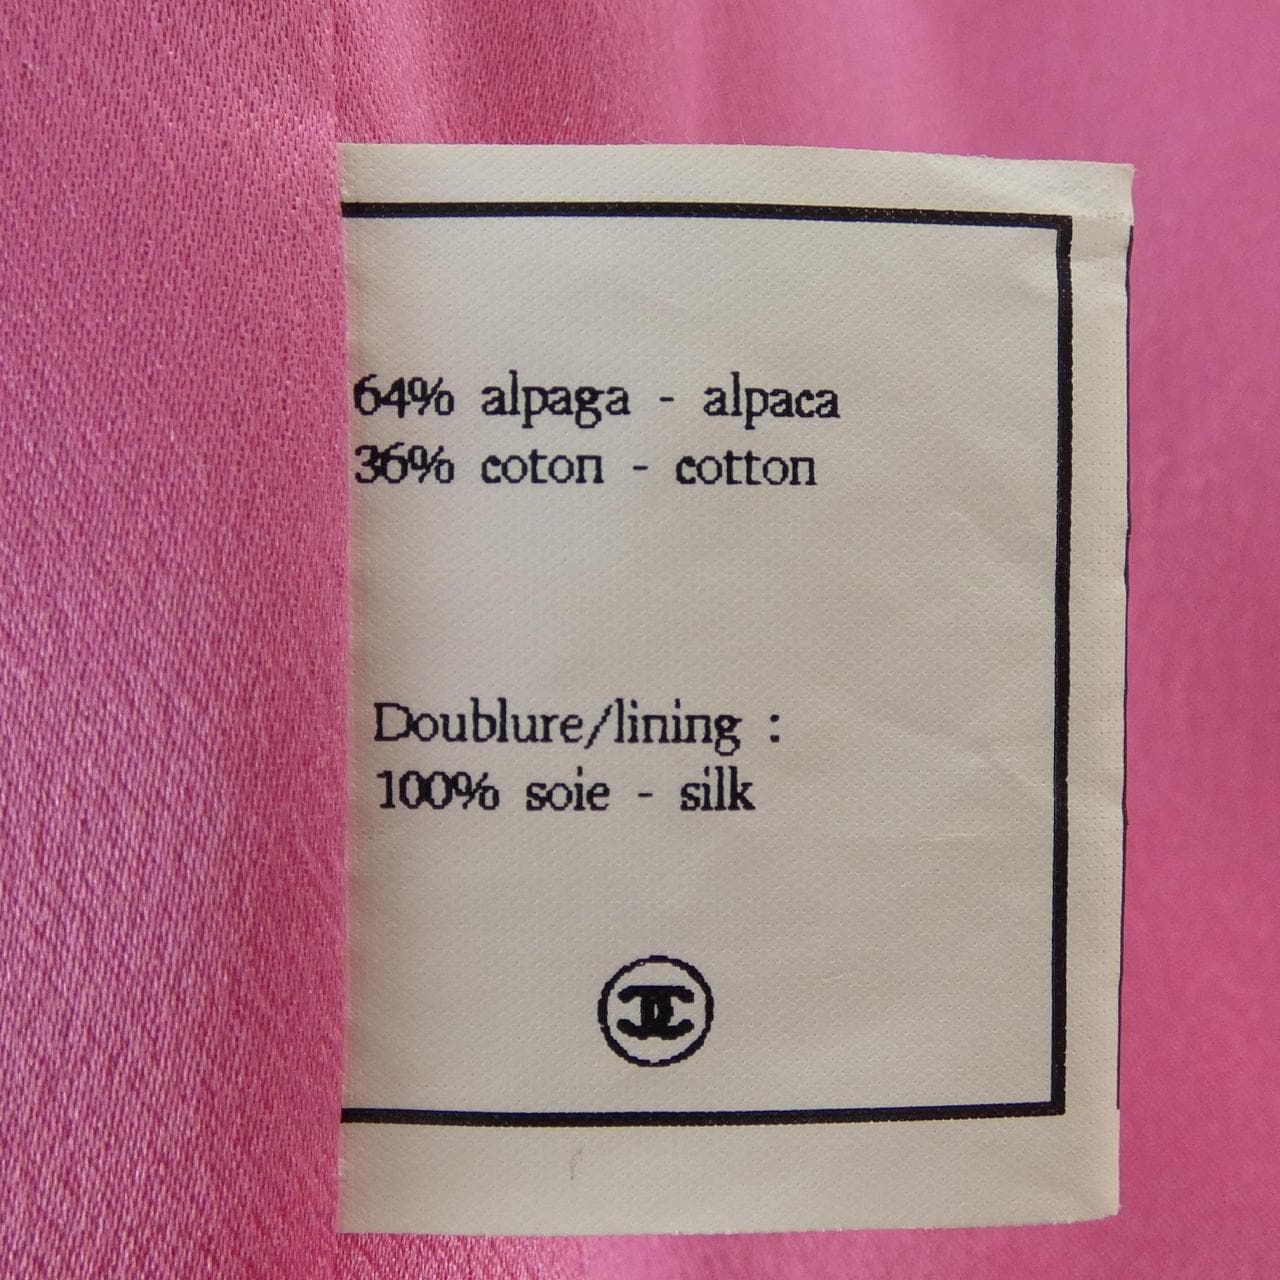 64% alpaga - alpaca
36% coton - cotton
Doublure/lining :
100% soie - silk